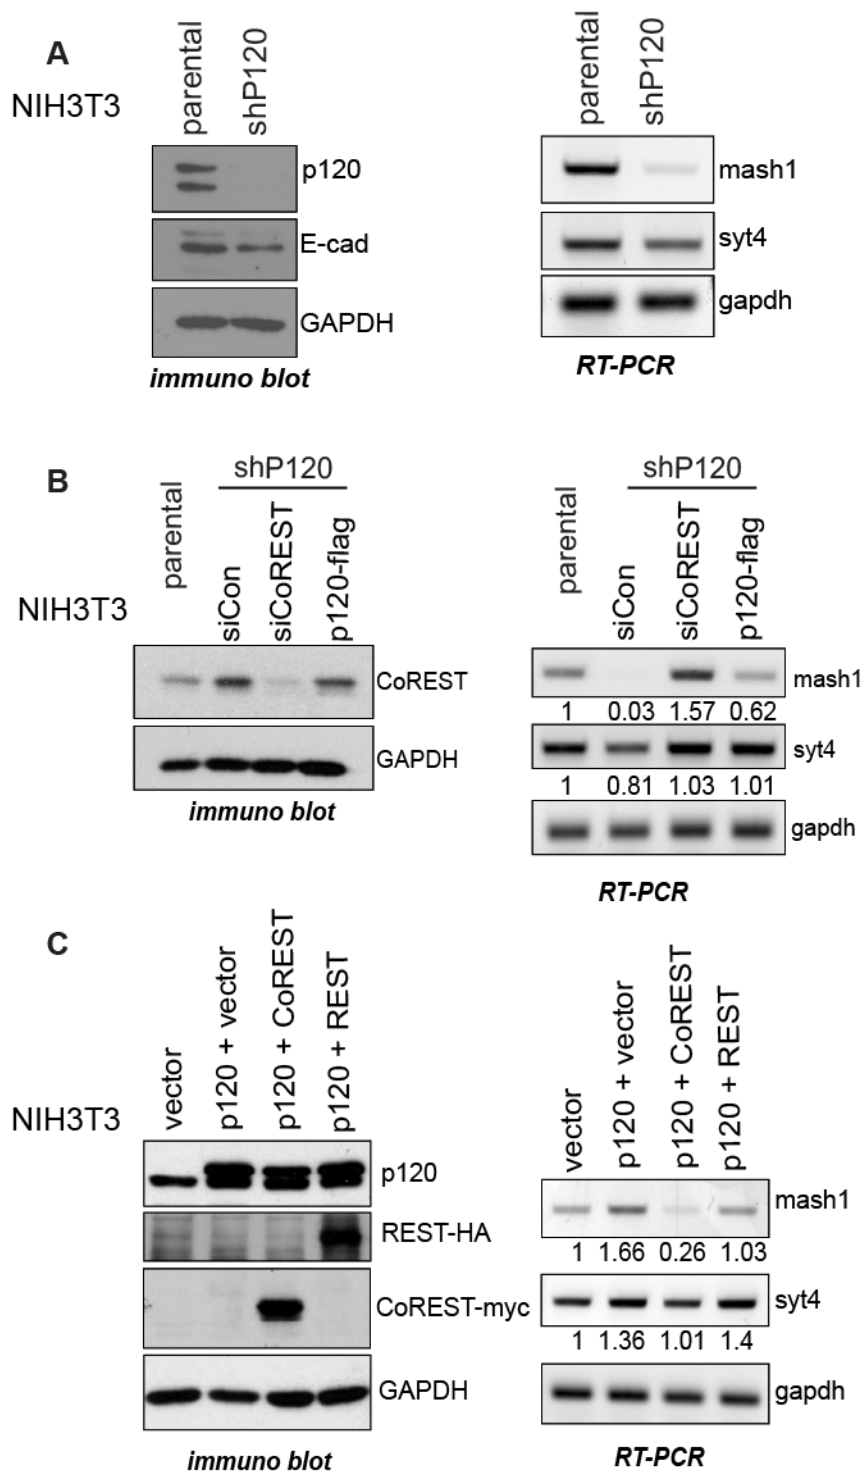 A
NIH3T3
parental
shP120
p120
E-cad
GAPDH
immuno blot
parental
shP120
mash1
syt4
gapdh
RT-PCR
B
NIH3T3
shP120
parental
siCon
siCoREST
p120-flag
CoREST
GAPDH
immuno blot
shP120
parental
siCon
siCoREST
p120-flag
mash1
1 0.03 1.57 0.62
syt4
1 0.81 1.03 1.01
gapdh
RT-PCR
C
NIH3T3
vector
p120 + vector
p120 + CoREST
p120 + REST
p120
REST-HA
CoREST-myc
GAPDH
immuno blot
vector
p120 + vector
p120 + CoREST
p120 + REST
mash1
1 1.66 0.26 1.03
syt4
1 1.36 1.01 1.4
gapdh
RT-PCR